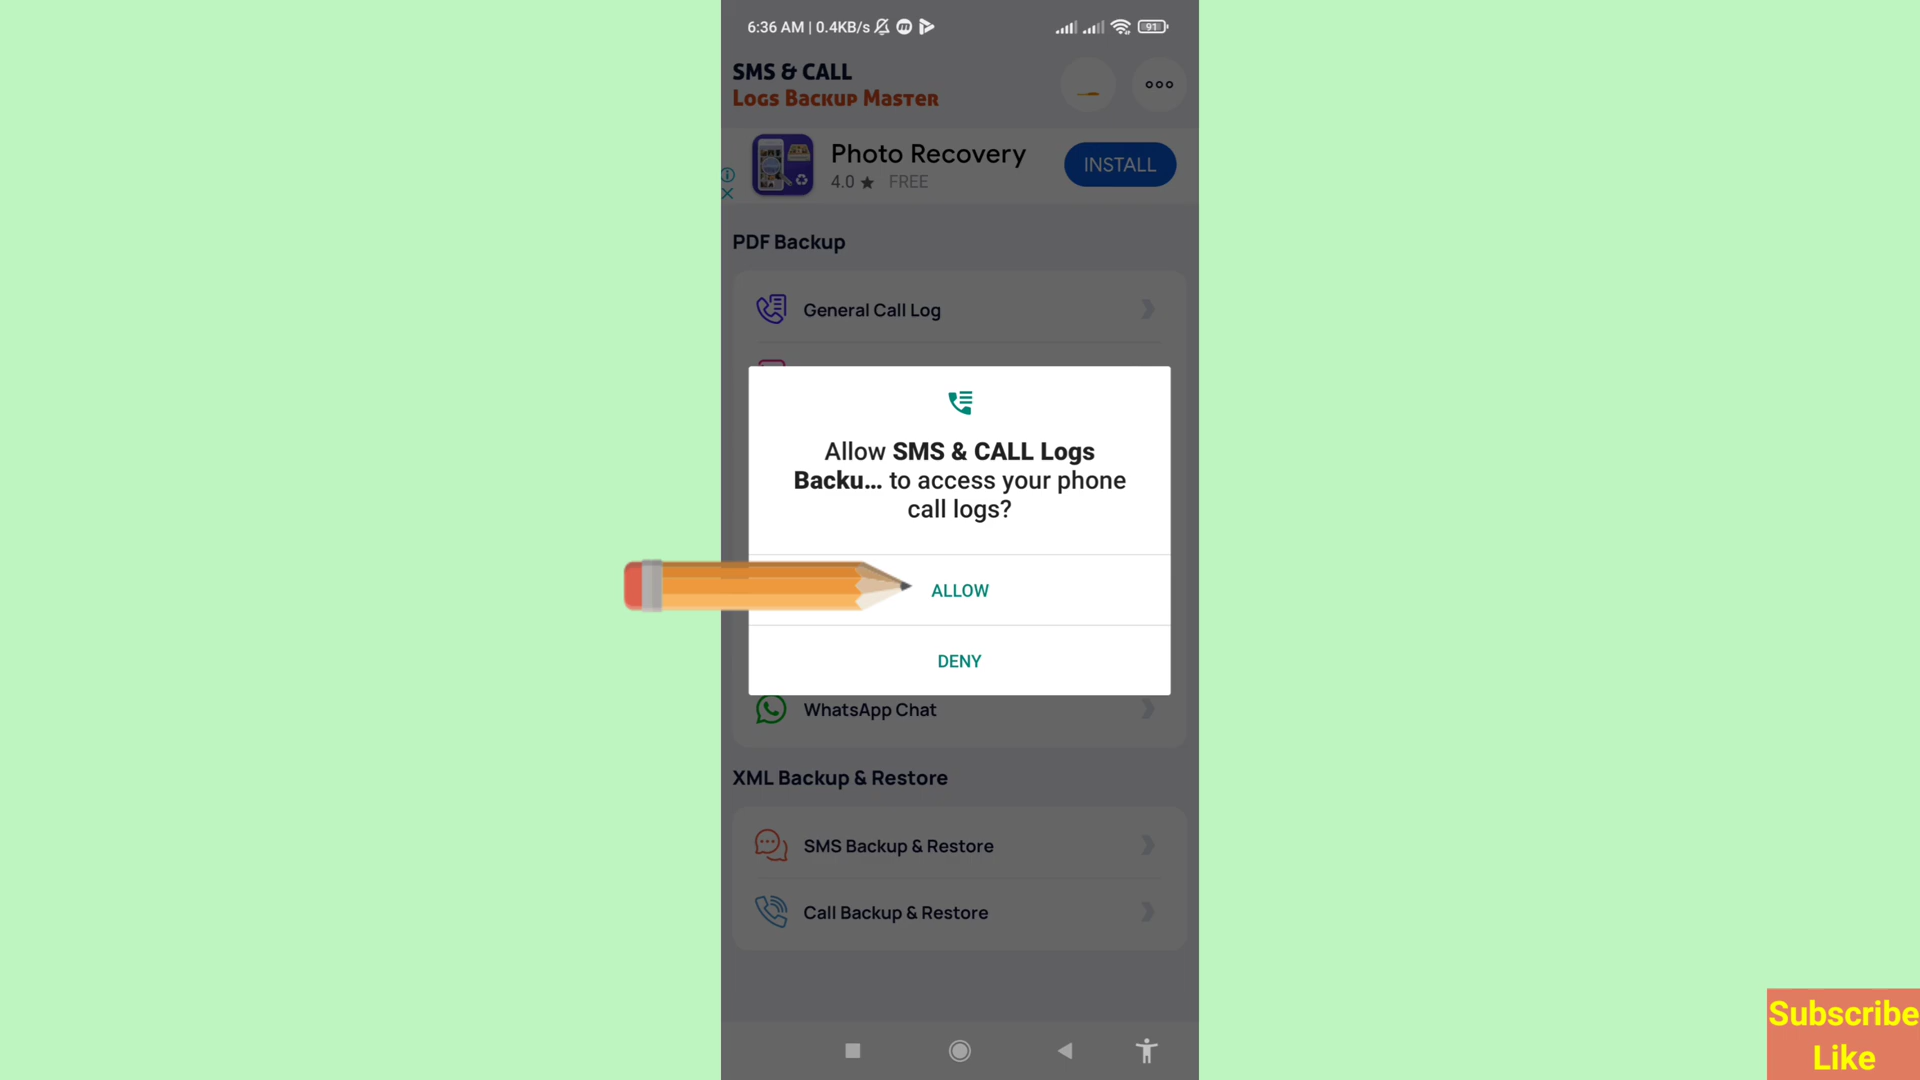 6:36 AM | 0.4KB/s
91
SMS & CALL
Logs Backup Master
Photo Recovery
4.0 ★ FREE
INSTALL
PDF Backup
General Call Log
Allow SMS & CALL Logs
Backu... to access your phone
call logs?
ALLOW
DENY
WhatsApp Chat
XML Backup & Restore
SMS Backup & Restore
Call Backup & Restore
Subscribe
Like